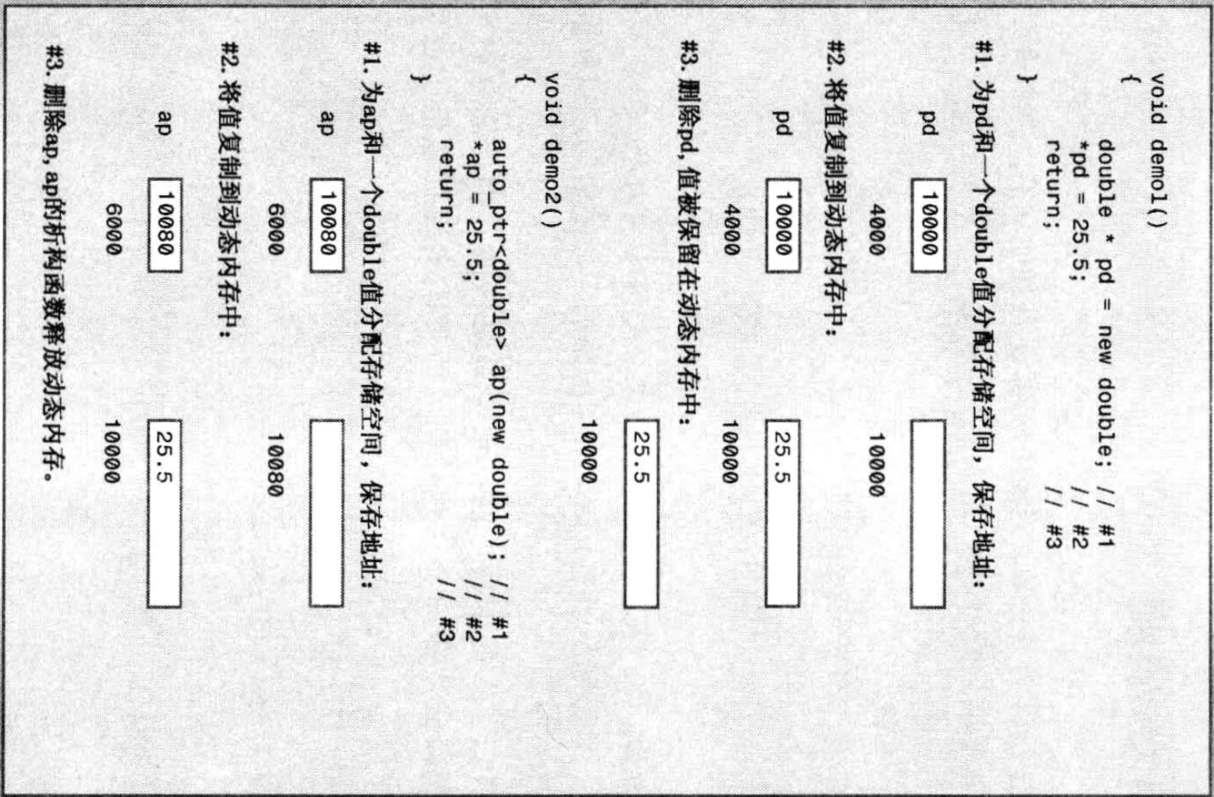 void demo1()
{
double * pd = new double; // #1
*pd = 25.5; // #2
return; // #3
}
#1. 为pd和一个double值分配存储空间，保存地址：
pd 10000
4000 10000
#2. 将值复制到动态内存中：
pd 10000 25.5
4000 10000
#3. 删除pd, 值被保留在动态内存中：
25.5
10000
void demo2()
{
auto_ptr<double> ap(new double); // #1
*ap = 25.5; // #2
return; // #3
}
#1. 为ap和一个double值分配存储空间，保存地址：
ap 10080
6000 10080
#2. 将值复制到动态内存中：
ap 10080 25.5
6000 10000
#3. 删除ap, ap的析构函数释放动态内存。